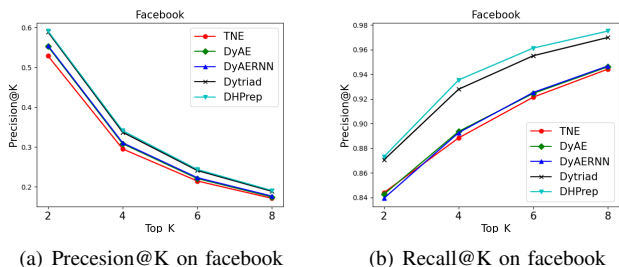 Facebook
TNE
DyAE
DyAERNN
Dytriad
DHPrep
0.6
0.5
0.4
0.3
0.2
Precision@K
2 4 6 8
Top_K
(a) Precesion@K on facebook
Facebook
0.98
0.96
0.94
0.92
0.90
0.88
0.86
0.84
Precision@K
TNE
DyAE
DyAERNN
Dytriad
DHPrep
2 4 6 8
Top_K
(b) Recall@K on facebook